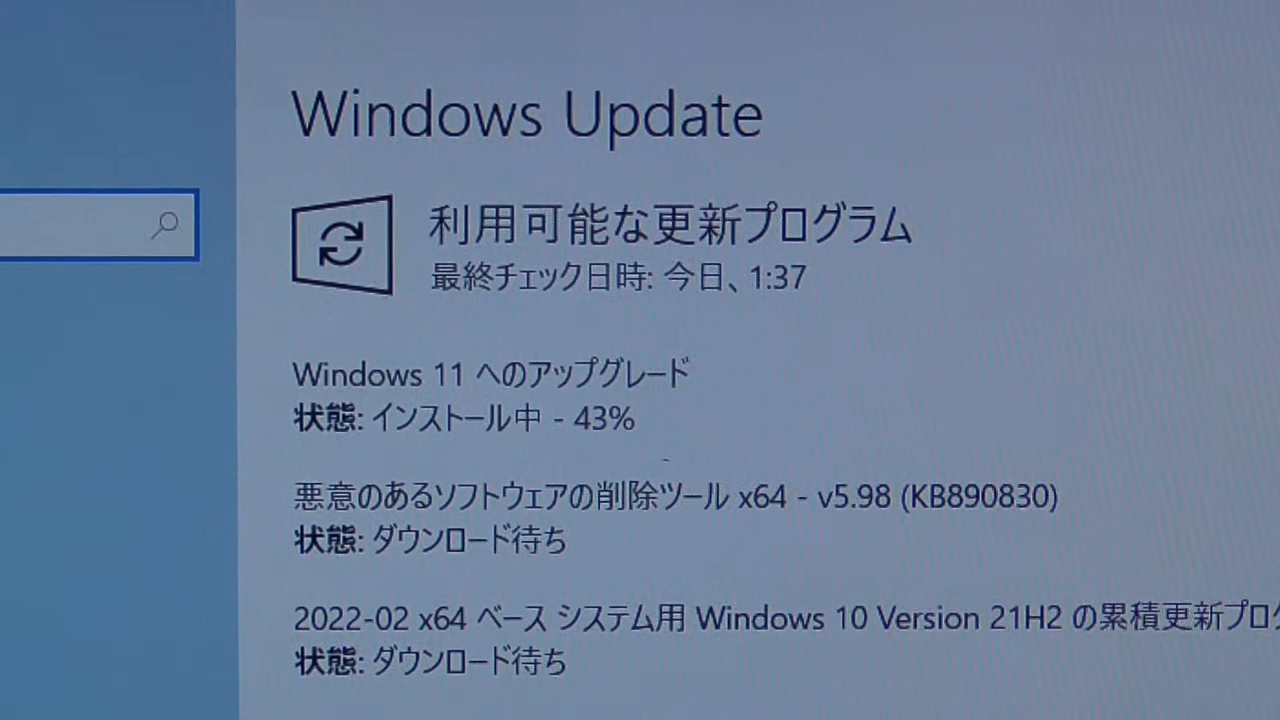 Windows Update
利用可能な更新プログラム
最終チェック日時: 今日、1:37
Windows 11 へのアップグレード
状態: インストール中 - 43%
悪意のあるソフトウェアの削除ツール x64 - v5.98 (KB890830)
状態: ダウンロード待ち
2022-02 x64 ベース システム用 Windows 10 Version 21H2 の累積更新プログ
状態: ダウンロード待ち